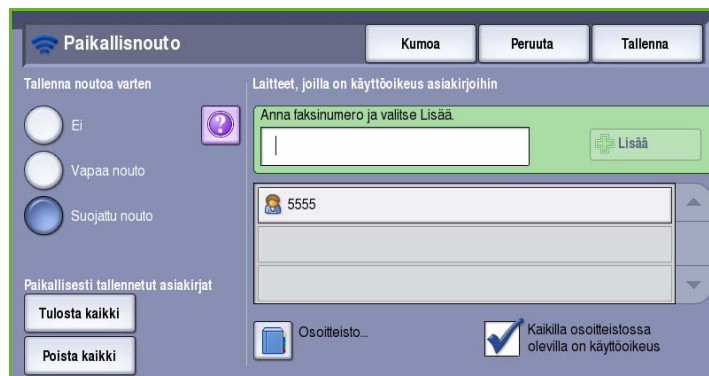 Paikallisnouto
Kumoa
Peruuta
Tallenna
Tallenna noutoa varten
Ei
Vapaa nouto
Suojattu nouto
Paikallisesti tallennetut asiakirjat
Tulosta kaikki
Poista kaikki
Laitteet, joilla on käyttöoikeus asiakirjoihin
Anna faksinumero ja valitse Lisää.
Lisää
5555
Osoitteisto...
Kaikilla osoitteistossa
olevilla on käyttöoikeus